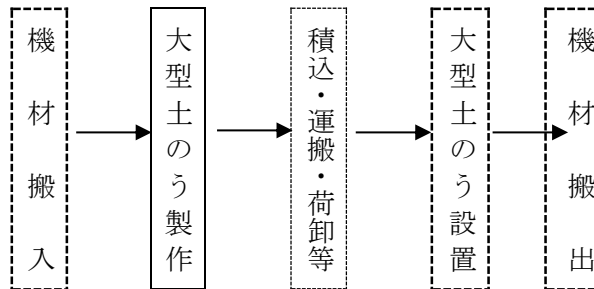 機材搬入
大型土のう製作
積込・運搬・荷卸等
大型土のう設置
機材搬出